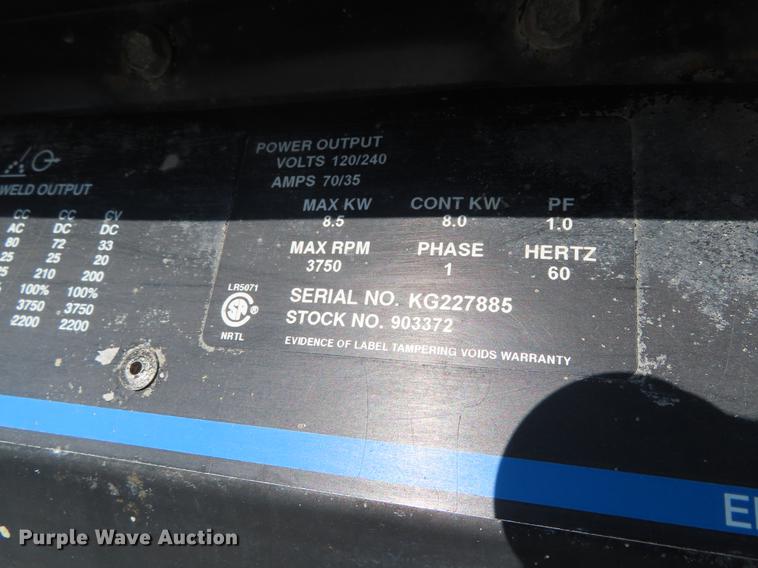 WELD OUTPUT
CC CC CV
AC DC DC
80 72 33
25 25 20
210 200
100% 100%
3750 3750
2200 2200
POWER OUTPUT
VOLTS 120/240
AMPS 70/35
MAX KW CONT KW PF
8.5 8.0 1.0
MAX RPM PHASE HERTZ
3750 1 60
LR5071
NRTL
SERIAL NO. KG227885
STOCK NO. 903372
EVIDENCE OF LABEL TAMPERING VOIDS WARRANTY
Purple Wave Auction